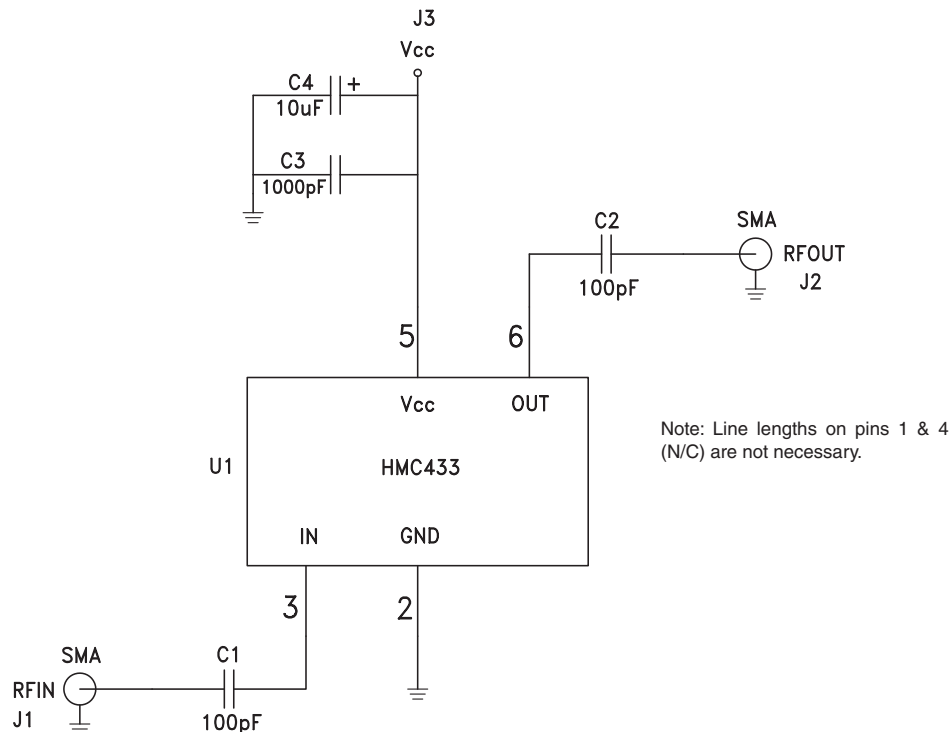 J3
Vcc
C4
+
10uF
C3
1000pF
C2
100pF
SMA
RFOUT
J2
5
6
Vcc
OUT
U1
HMC433
Note: Line lengths on pins 1 & 4
(N/C) are not necessary.
IN
GND
3
2
SMA
RFIN
J1
C1
100pF